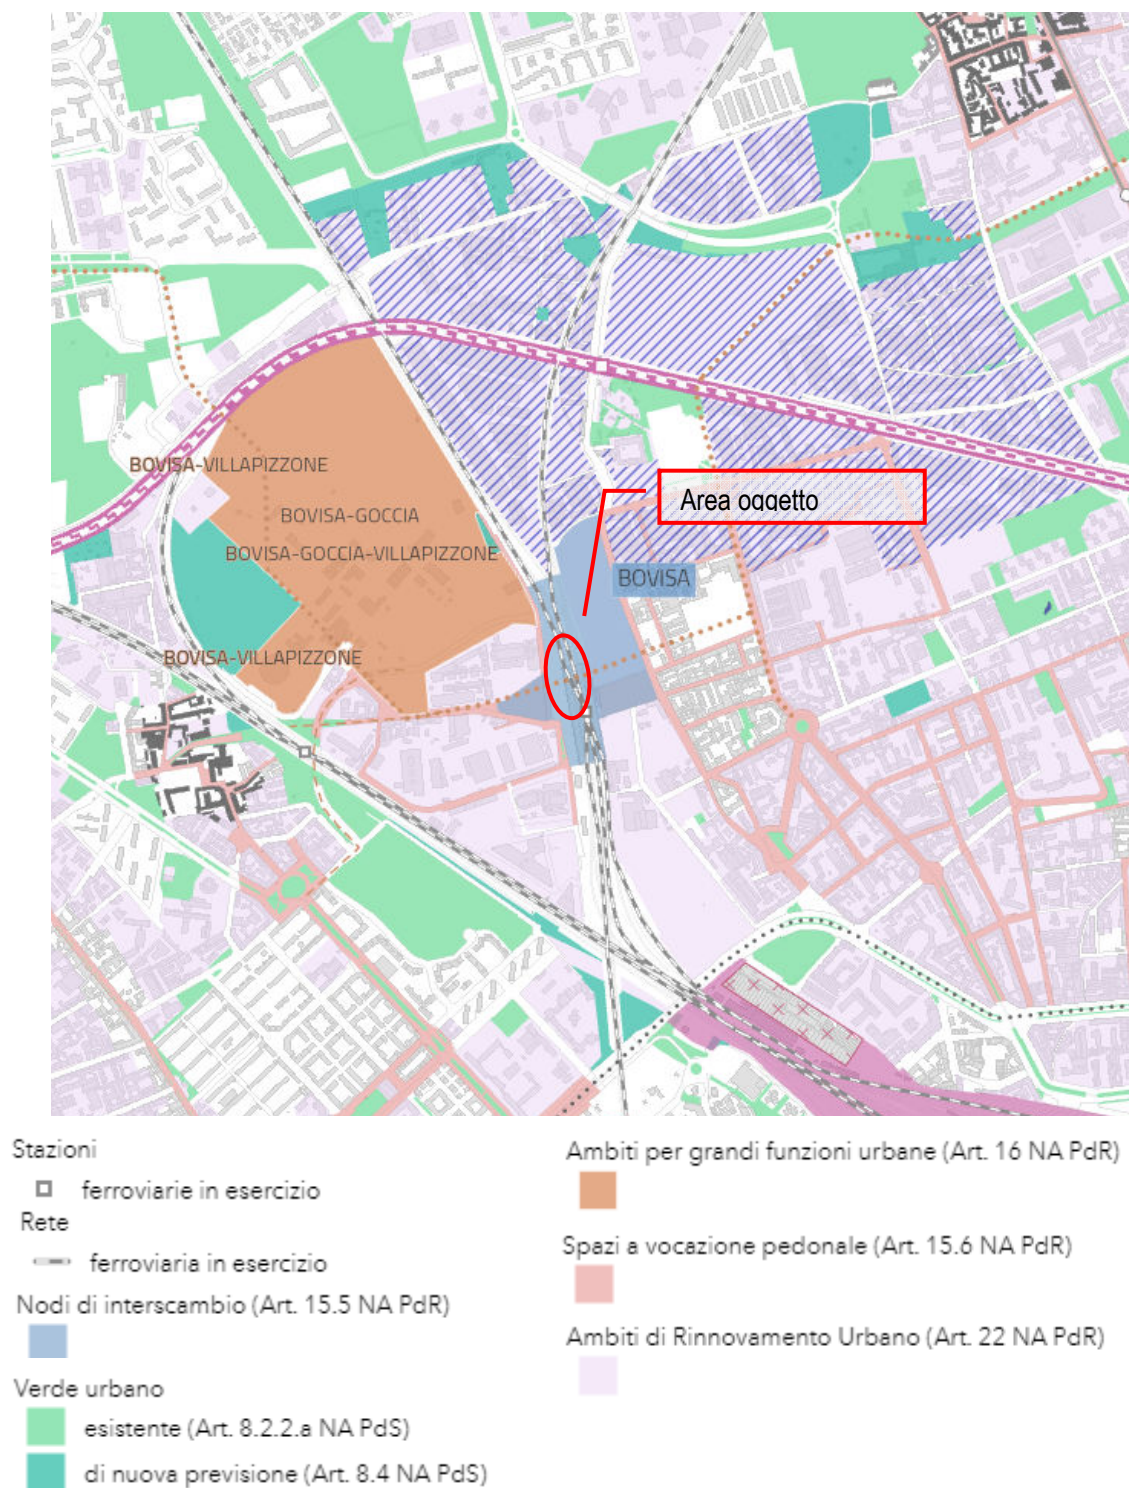 BOVISA-VILLAPIZZONE
BOVISA-GOCCIA
BOVISA-GOCCIA-VILLAPIZZONE
BOVISA-VILLAPIZZONE
Area oggetto
BOVISA
Stazioni
ferroviarie in esercizio
Rete
ferroviaria in esercizio
Nodi di interscambio (Art. 15.5 NA PdR)
Verde urbano
esistente (Art. 8.2.2.a NA PdS)
di nuova previsione (Art. 8.4 NA PdS)
Ambiti per grandi funzioni urbane (Art. 16 NA PdR)
Spazi a vocazione pedonale (Art. 15.6 NA PdR)
Ambiti di Rinnovamento Urbano (Art. 22 NA PdR)